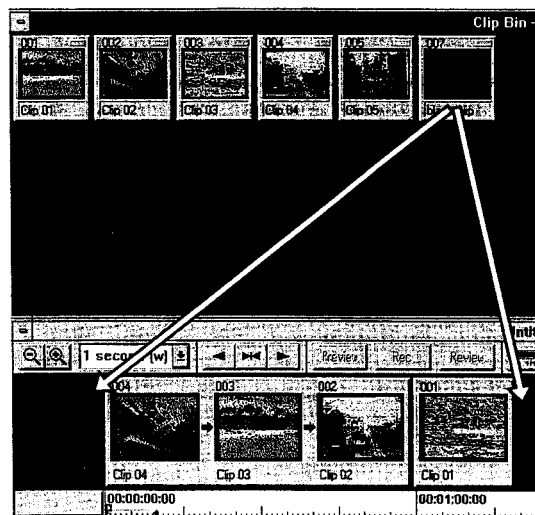 Clip Bin -
001 002 003 004 005 007
Clip 01 Clip 02 Clip 03 Clip 04 Clip 05
1 second (w) Preview Rec Review
004 003 002 001
Clip 04 Clip 03 Clip 02 Clip 01
00:00:00:00 00:01:00:00